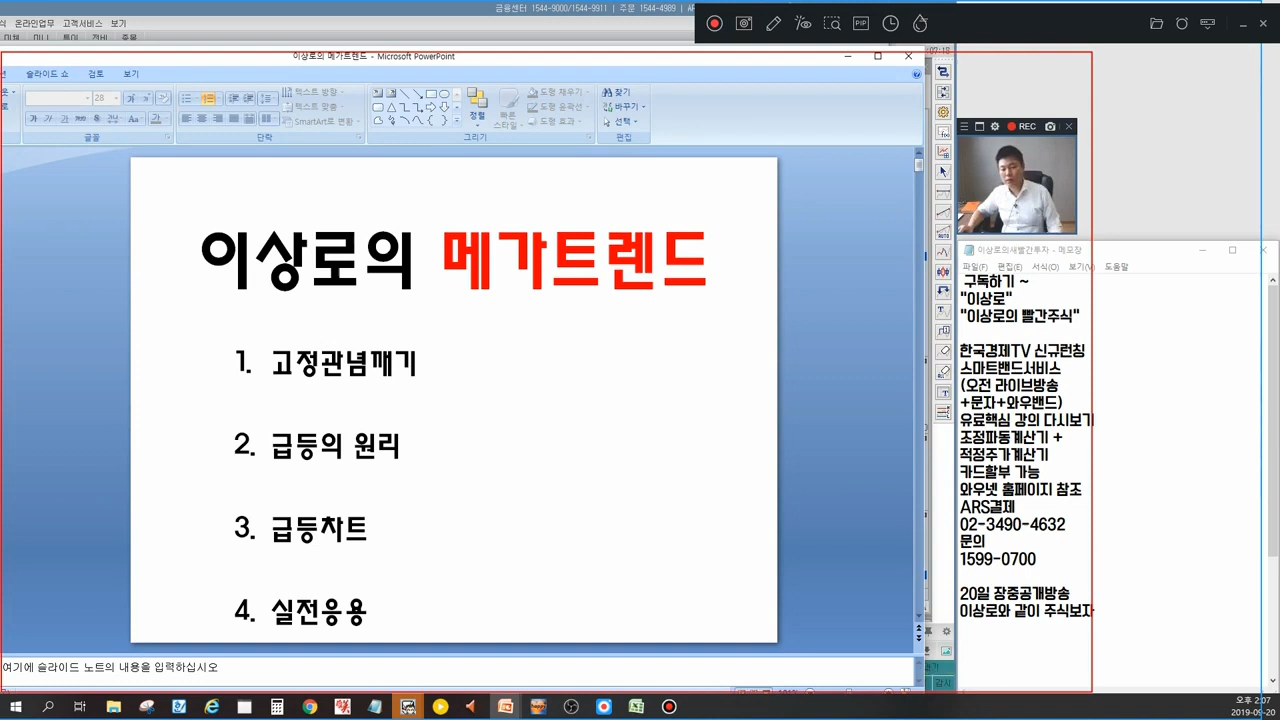 금융센터 1544-9000/1544-9911 | 주문 1544-4989 | AR
식 온라인업무 고객서비스 보기
이상로의 메가트렌드 - Microsoft PowerPoint
슬라이드 쇼 검토 보기
28
텍스트 방향
텍스트 맞춤
SmartArt로 변환
정렬
빠른
스타일
도형 채우기
도형 윤곽선
도형 효과
찾기
바꾸기
선택
글꼴
단락
그리기
편집
이상로의 메가트렌드
1. 고정관념깨기
2. 급등의 원리
3. 급등차트
4. 실전응용
여기에 슬라이드 노트의 내용을 입력하십시오
PIP
REC
이상로의새빨간투자 - 메모장
파일(F) 편집(E) 서식(O) 보기(V) 도움말
구독하기 ~
"이상로"
"이상로의 빨간주식"
한국경제TV 신규런칭
스마트밴드서비스
(오전 라이브방송
+문자+와우밴드)
유료핵심 강의 다시보기
조정파동계산기 +
적정주가계산기
카드할부 가능
와우넷 홈페이지 참조
ARS결제
02-3490-4632
문의
1599-0700
20일 장중공개방송
이상로와 같이 주식보자
감시
오후 2:07
2019-09-20